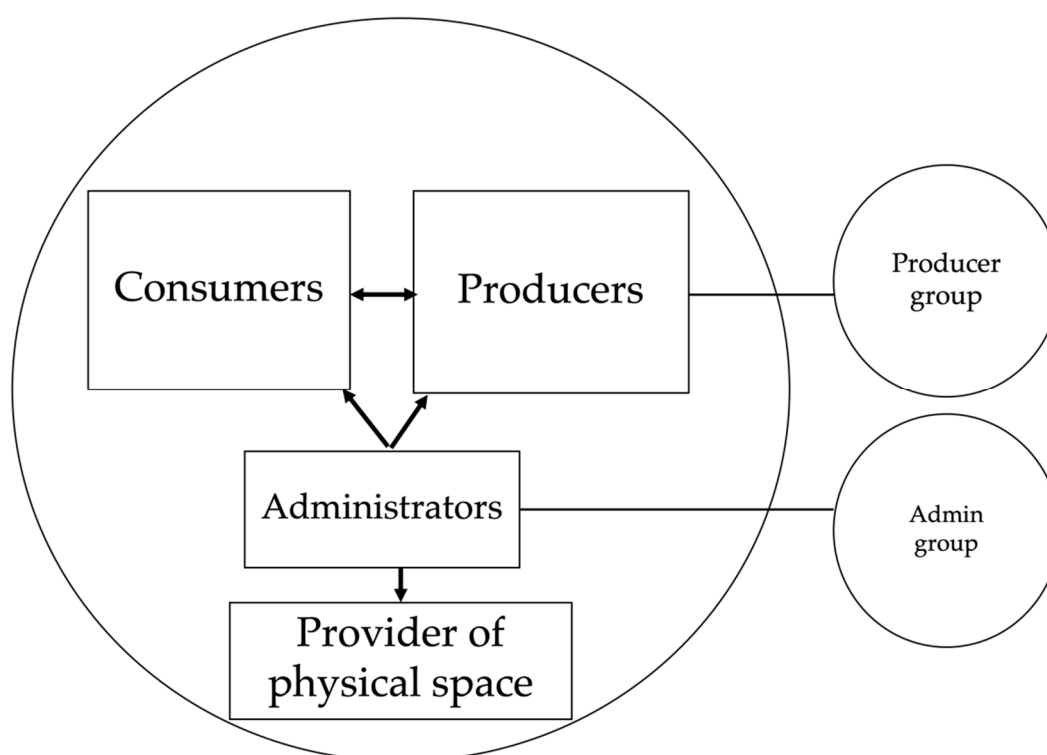 Consumers
Producers
Producer
group
Administrators
Admin
group
Provider of
physical space